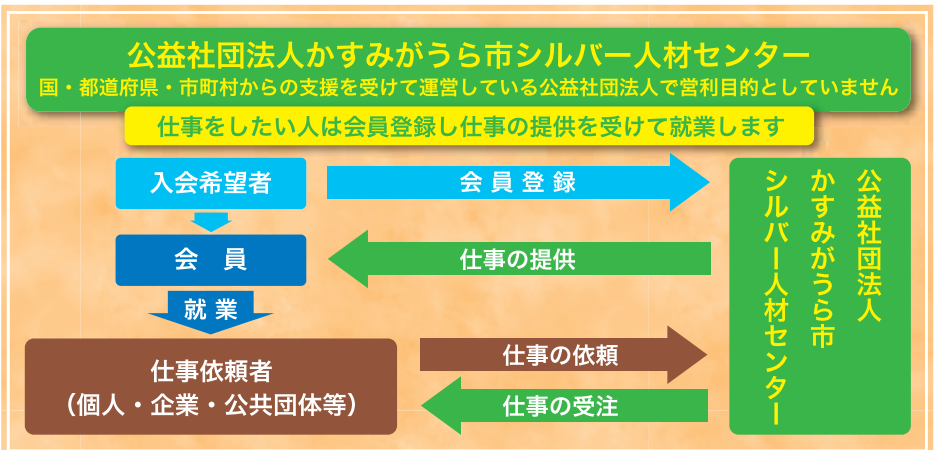 公益社団法人かすみがうら市シルバー人材センター
国・都道府県・市町村からの支援を受けて運営している公益社団法人で営利目的としていません
仕事をしたい人は会員登録し仕事の提供を受けて就業します
入会希望者
会員登録
会　員
仕事の提供
就業
仕事依頼者
（個人・企業・公共団体等）
仕事の依頼
仕事の受注
公益社団法人
かすみがうら市
シルバー人材センター